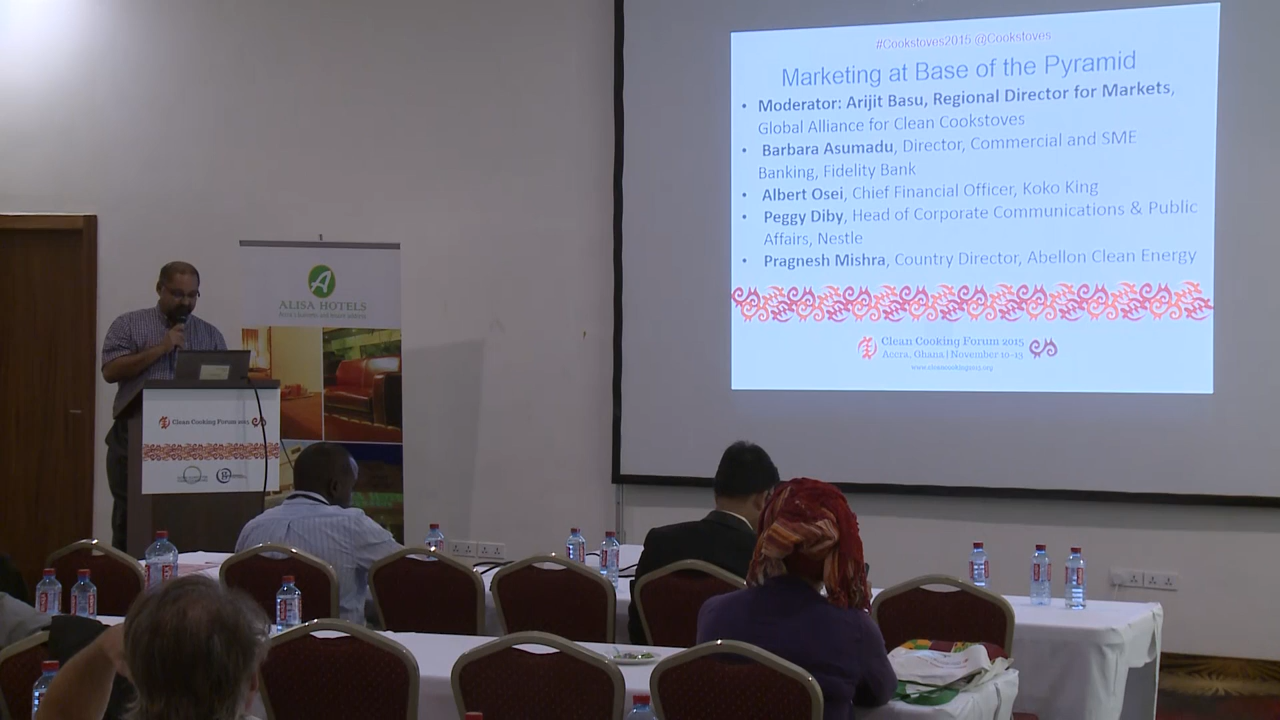 #Cookstoves2015 @Cookstoves
Marketing at Base of the Pyramid
• Moderator: Arijit Basu, Regional Director for Markets,
Global Alliance for Clean Cookstoves
• Barbara Asumadu, Director, Commercial and SME
Banking, Fidelity Bank
• Albert Osei, Chief Financial Officer, Koko King
• Peggy Diby, Head of Corporate Communications & Public
Affairs, Nestle
• Pragnesh Mishra, Country Director, Abellon Clean Energy
Clean Cooking Forum 2015
Accra, Ghana | November 10-13
www.cleancooking2015.org
ALISA HOTELS
Clean Cooking Forum 2015